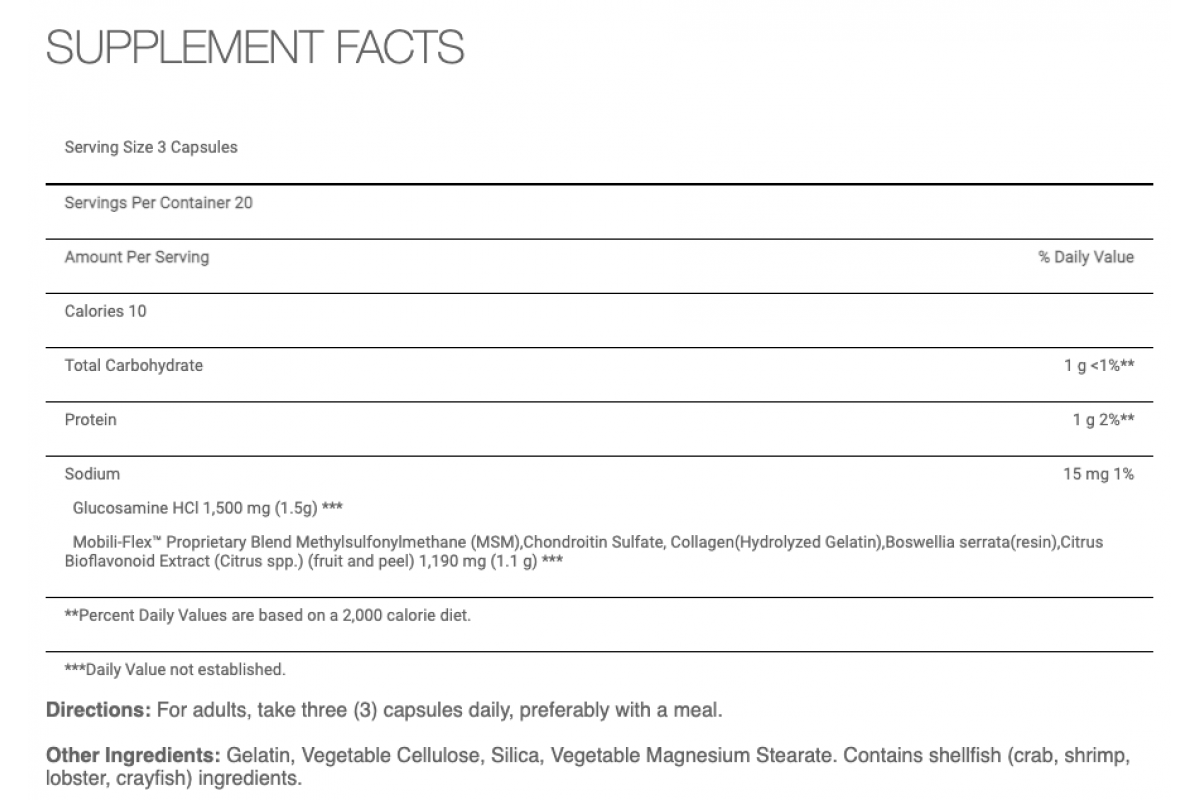 SUPPLEMENT FACTS
Serving Size 3 Capsules
Servings Per Container 20
Amount Per Serving % Daily Value
Calories 10
Total Carbohydrate 1 g <1%**
Protein 1 g 2%**
Sodium 15 mg 1%
Glucosamine HCl 1,500 mg (1.5g) ***
Mobili-Flex™ Proprietary Blend Methylsulfonylmethane (MSM),Chondroitin Sulfate, Collagen(Hydrolyzed Gelatin),Boswellia serrata(resin),Citrus
Bioflavonoid Extract (Citrus spp.) (fruit and peel) 1,190 mg (1.1 g) ***
**Percent Daily Values are based on a 2,000 calorie diet.
***Daily Value not established.
Directions: For adults, take three (3) capsules daily, preferably with a meal.
Other Ingredients: Gelatin, Vegetable Cellulose, Silica, Vegetable Magnesium Stearate. Contains shellfish (crab, shrimp,
lobster, crayfish) ingredients.